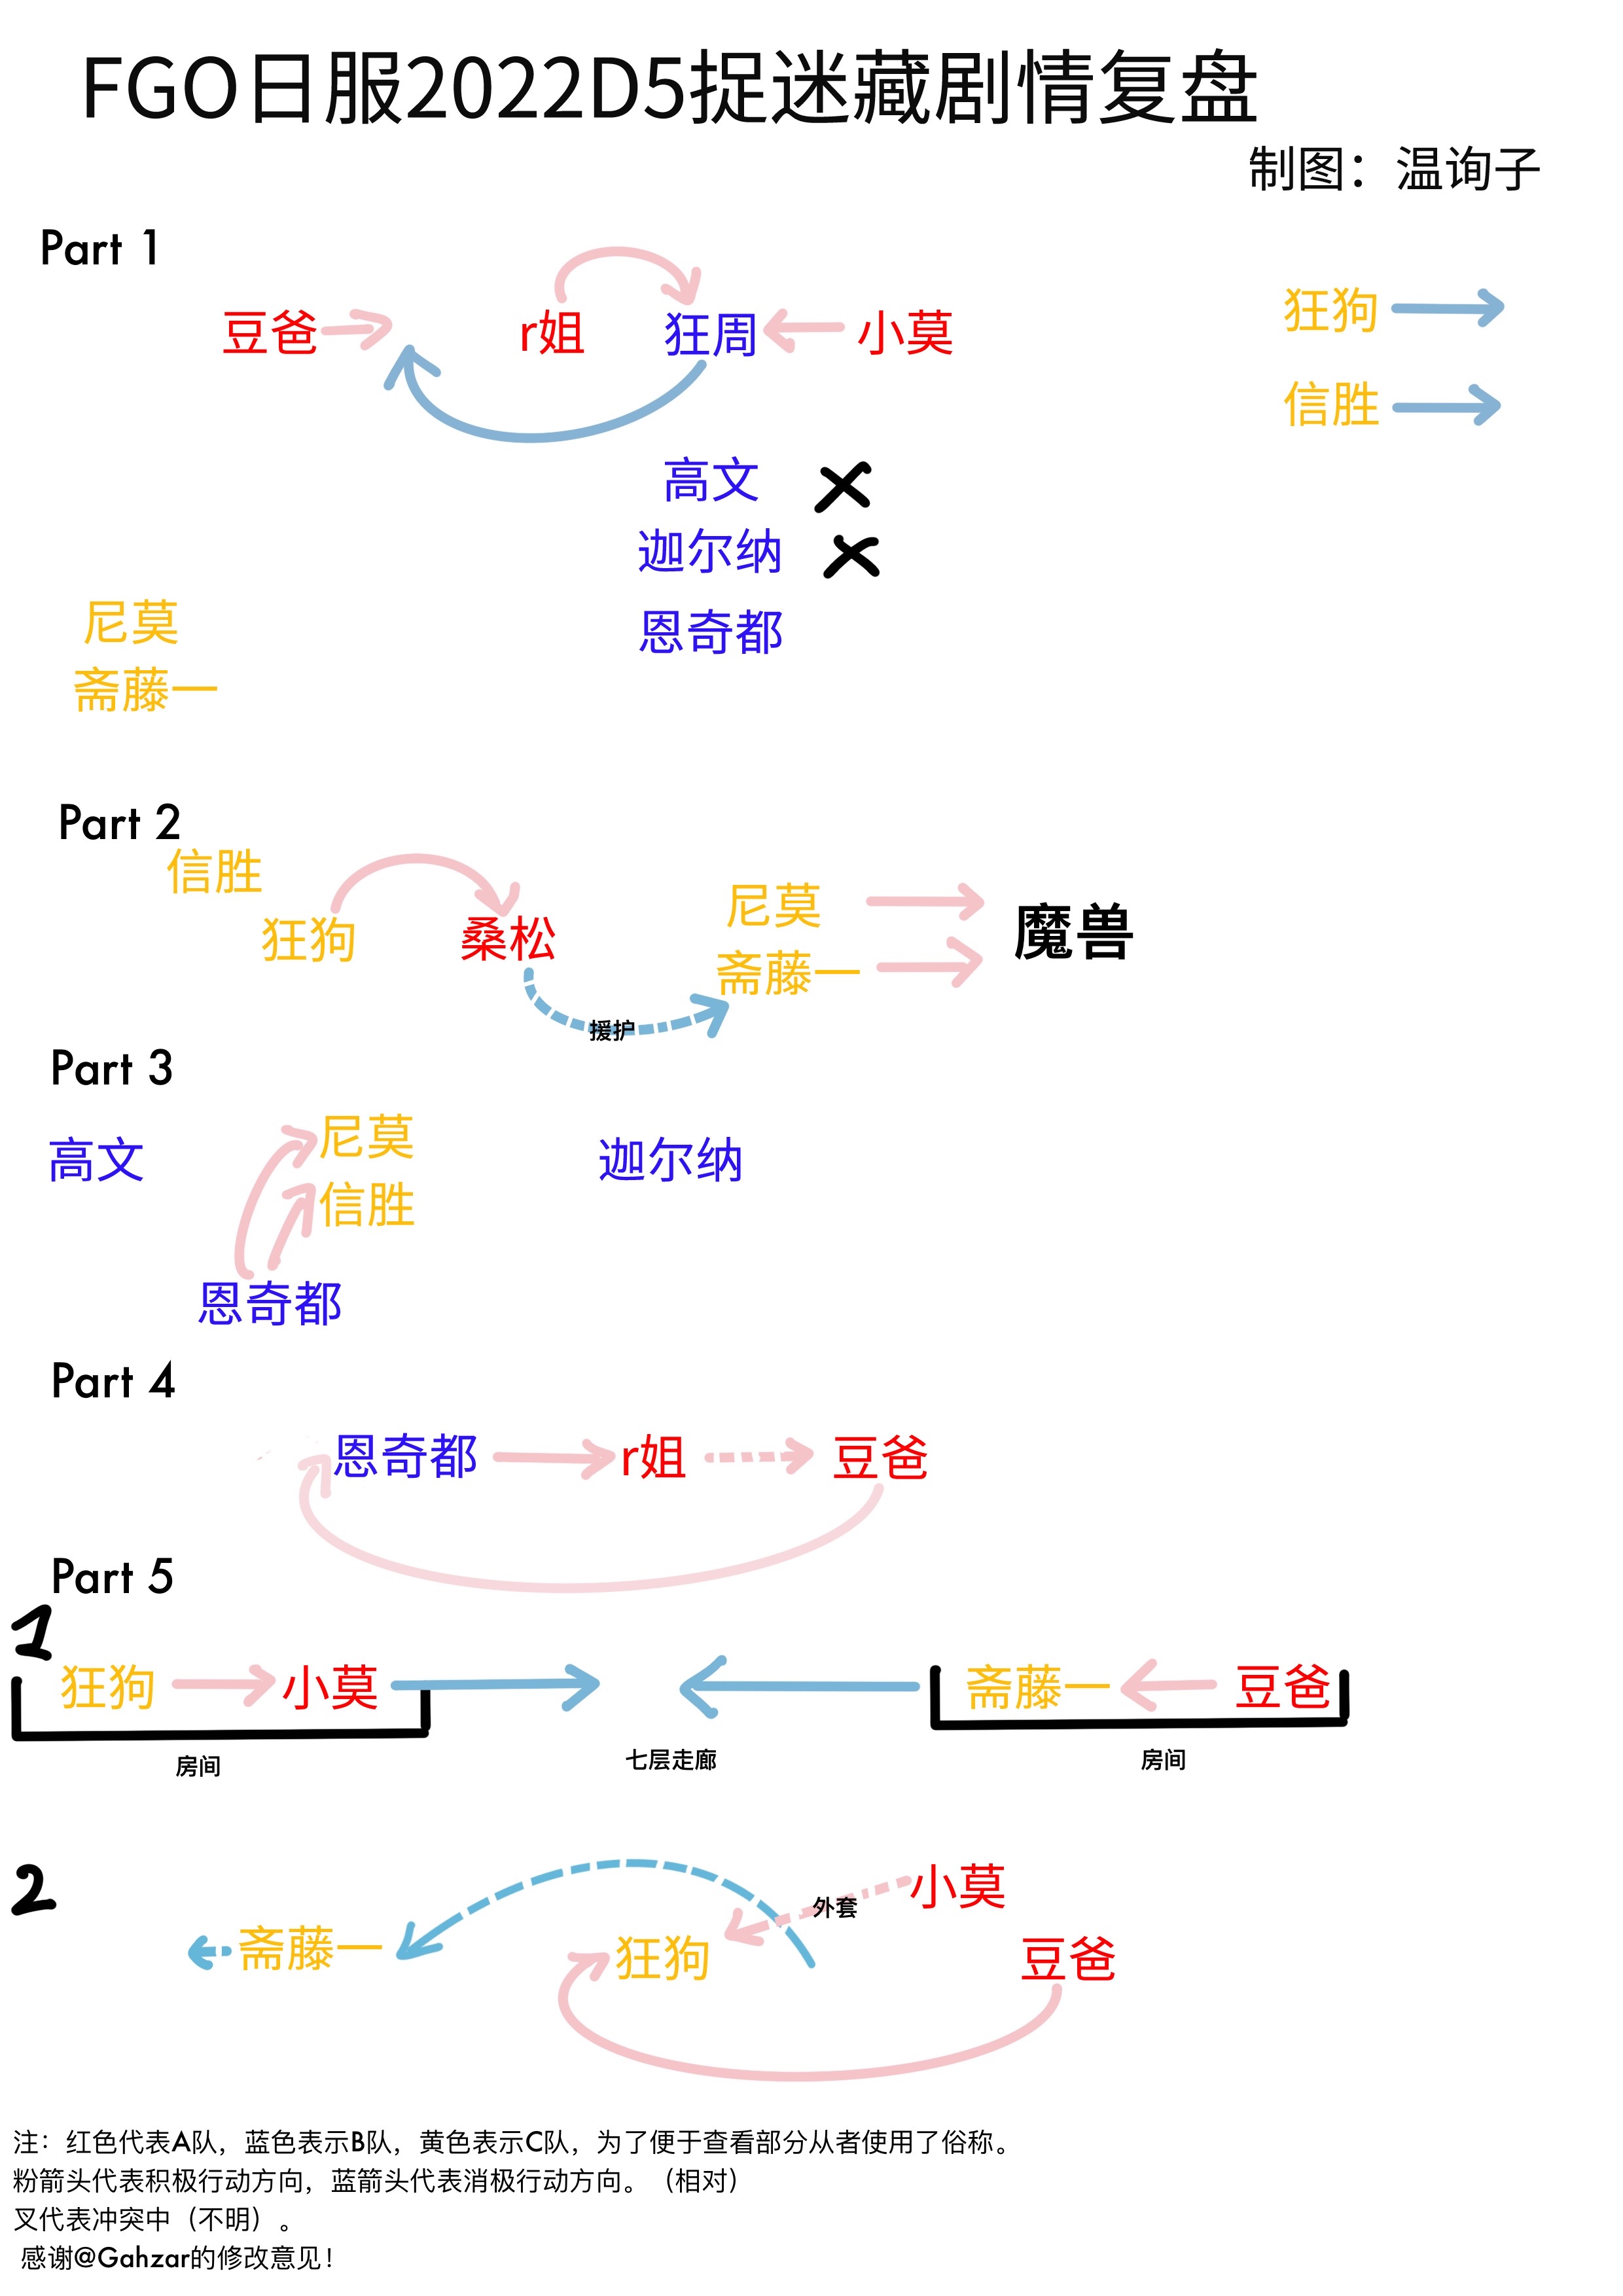 FGO日服2022D5捉迷藏剧情复盘
制图：温询子
Part 1
豆爸 r姐 狂周 小莫
狂狗
信胜
高文
迦尔纳
恩奇都
尼莫
斋藤一
Part 2
信胜
狂狗
桑松
尼莫
斋藤一
魔兽
援护
Part 3
高文
尼莫
信胜
迦尔纳
恩奇都
Part 4
恩奇都 r姐 豆爸
Part 5
1
狂狗 小莫 斋藤一 豆爸
房间 七层走廊 房间
2
小莫
外套
斋藤一 狂狗 豆爸
注：红色代表A队，蓝色表示B队，黄色表示C队，为了便于查看部分从者使用了俗称。
粉箭头代表积极行动方向，蓝箭头代表消极行动方向。（相对）
叉代表冲突中（不明）。
感谢@Gahzar的修改意见！